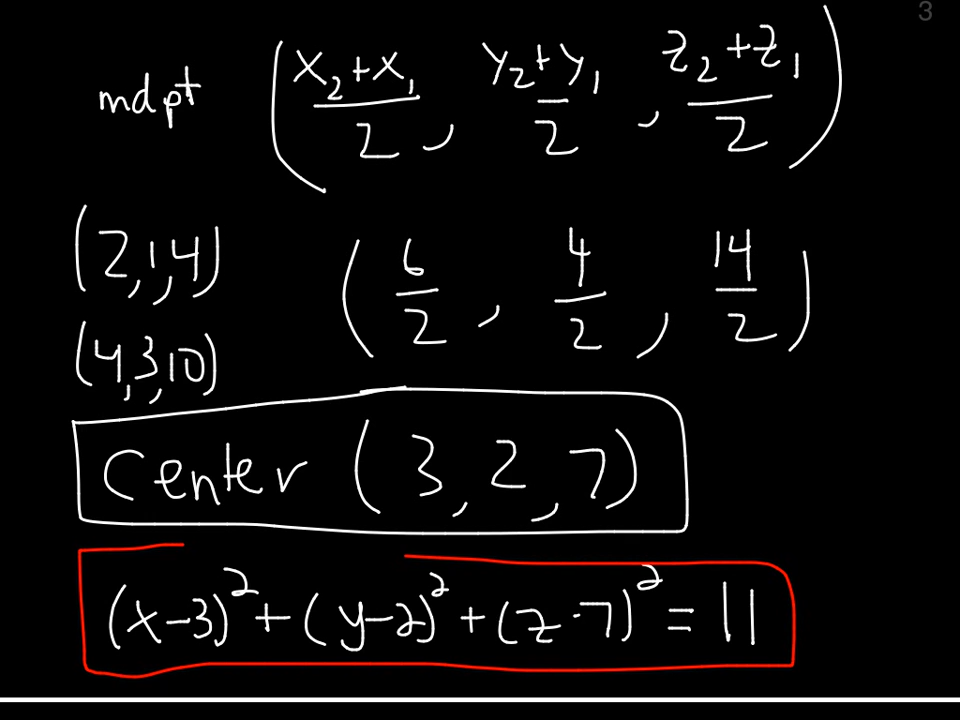 3
mdpt (x₂+x₁/2, y₂+y₁/2, z₂+z₁/2)
(2,1,4) (6/2, 4/2, 14/2)
(4,3,10)
Center (3,2,7)
(x-3)²+(y-2)²+(z-7)²=11